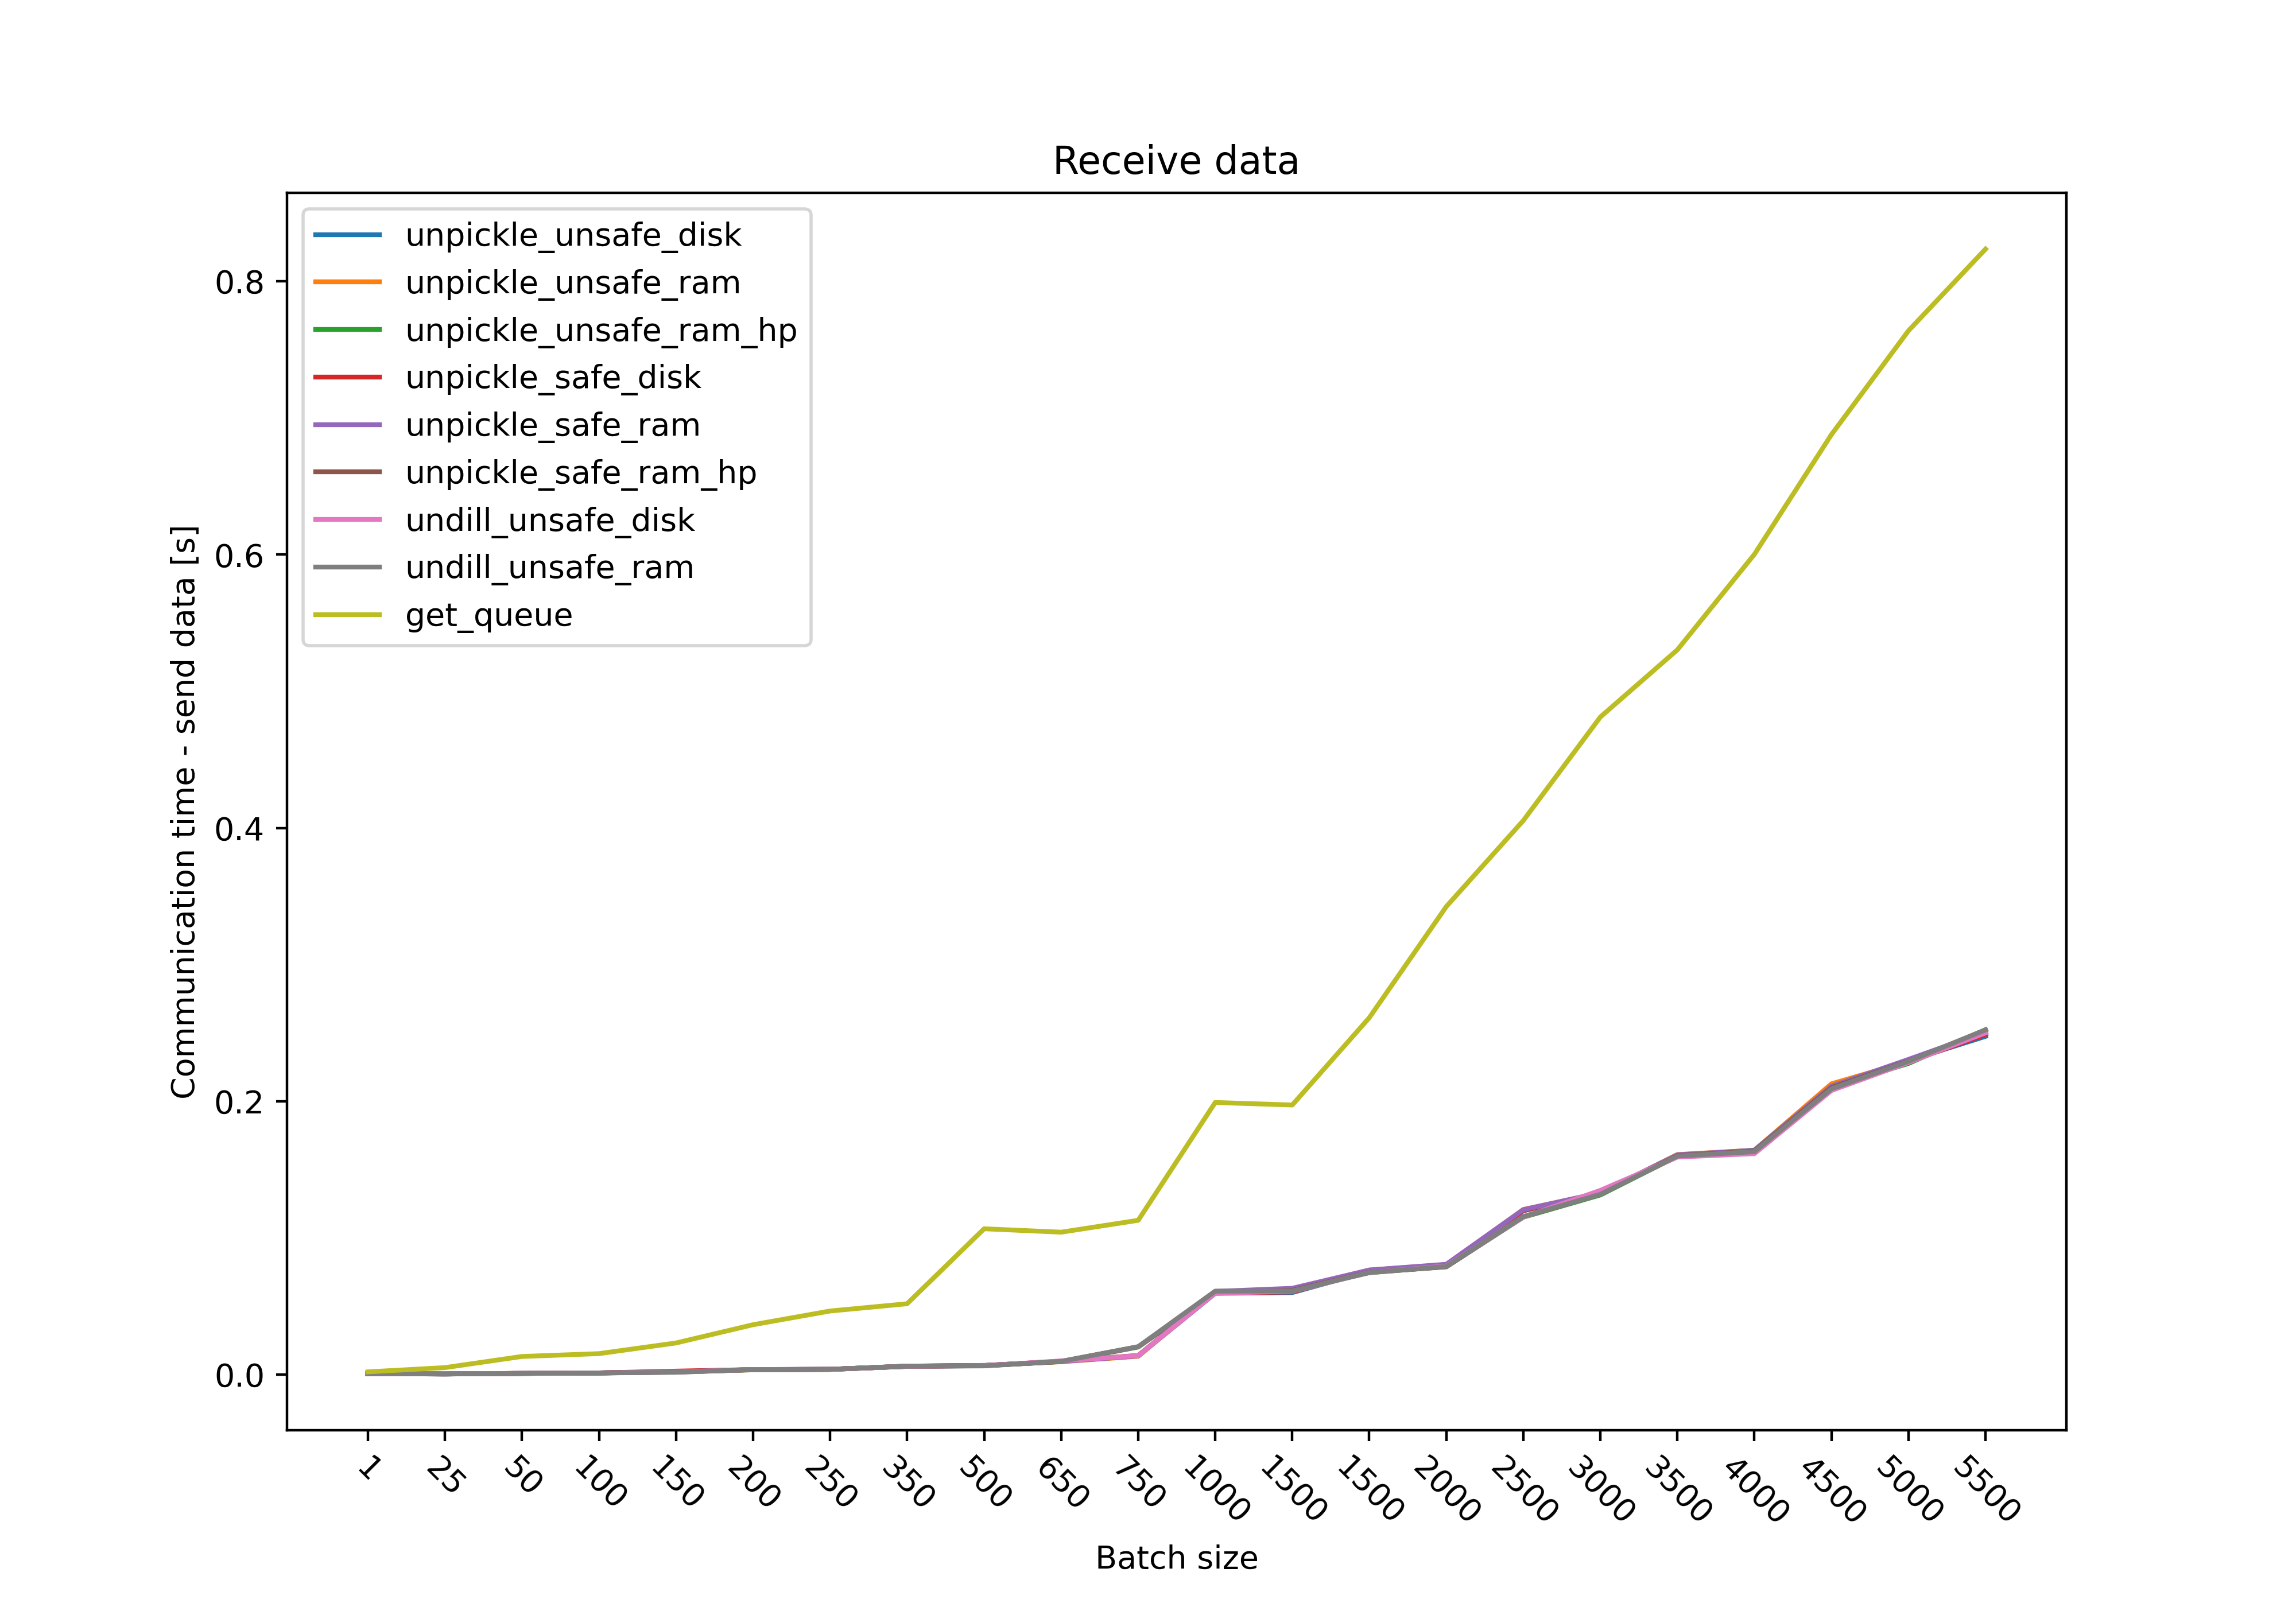 Receive data
unpickle_unsafe_disk
unpickle_unsafe_ram
unpickle_unsafe_ram_hp
unpickle_safe_disk
unpickle_safe_ram
unpickle_safe_ram_hp
undill_unsafe_disk
undill_unsafe_ram
get_queue
Communication time - send data [s]
0.8
0.6
0.4
0.2
0.0
1 25 50 100 150 200 250 350 500 650 750 1000 1500 1500 2000 2500 3000 3500 4000 4500 5000 5500
Batch size